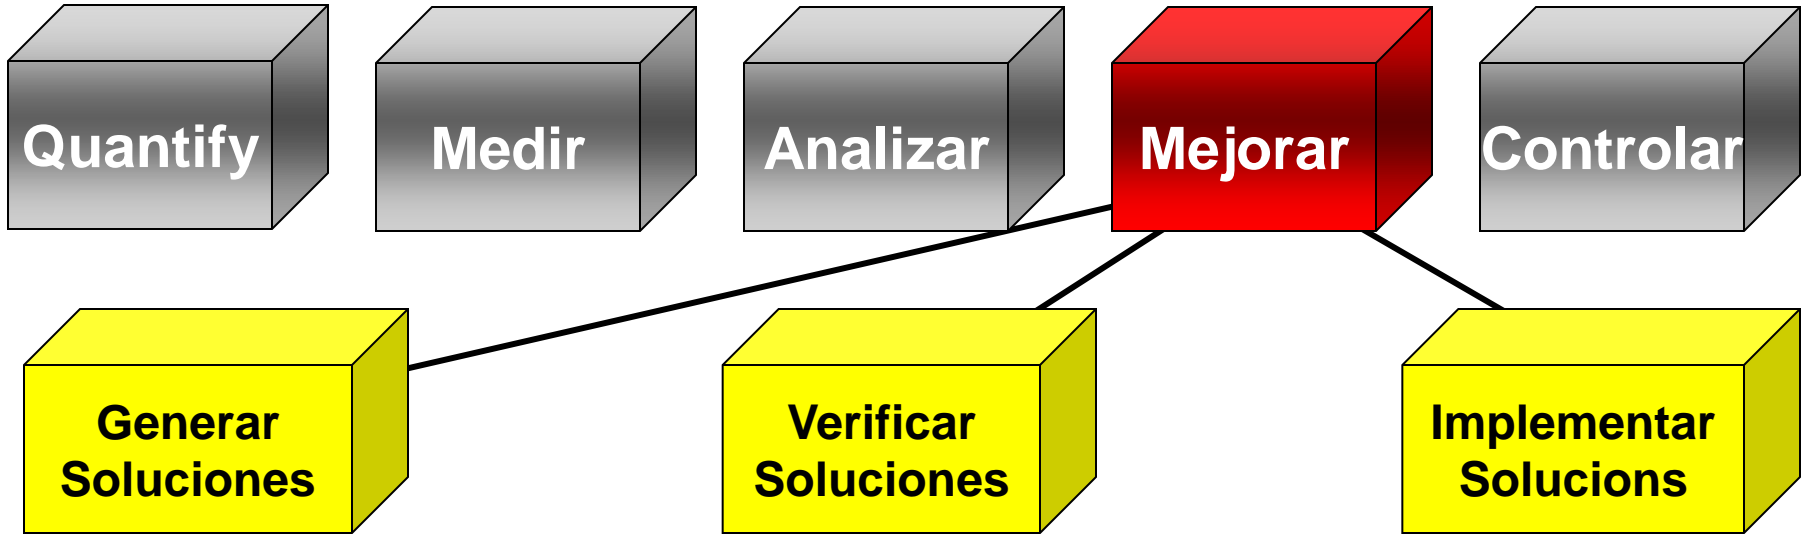 Quantify
Medir
Analizar
Mejorar
Controlar
Generar
Soluciones
Verificar
Soluciones
Implementar
Solucions